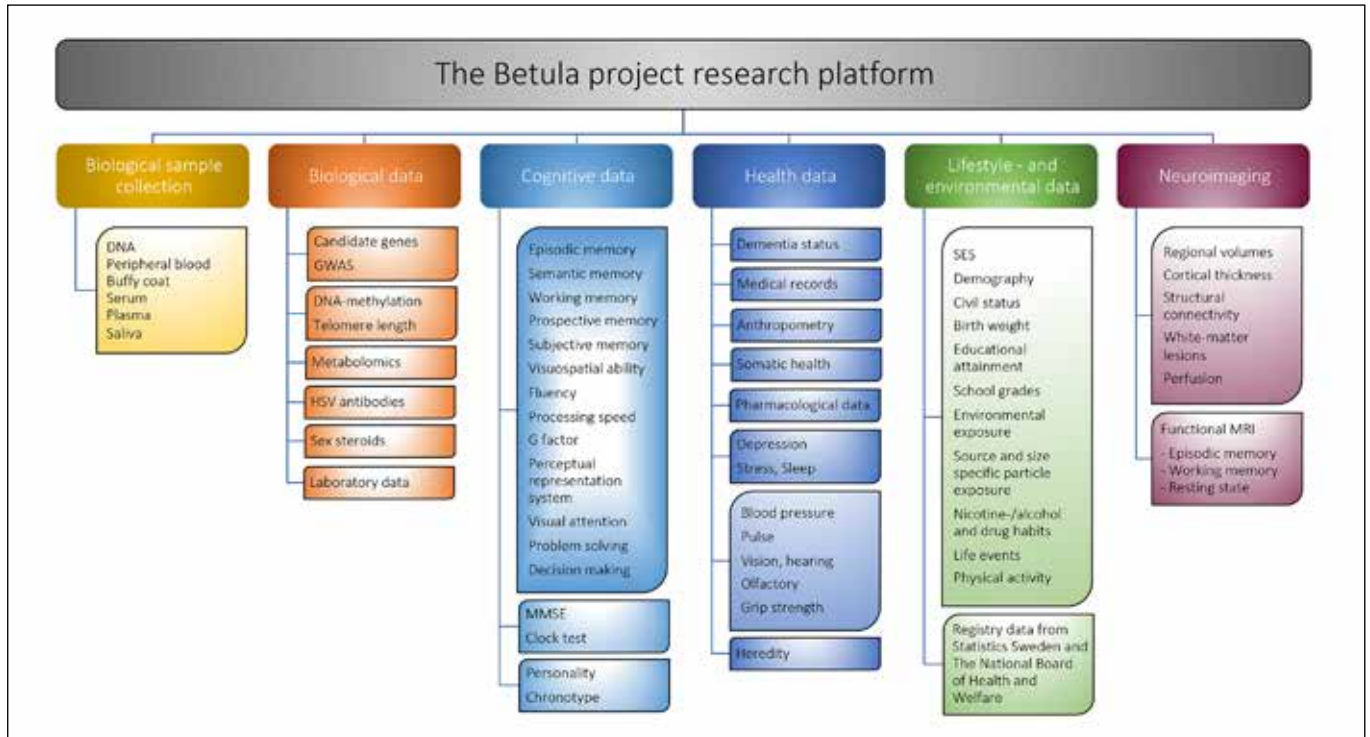 The Betula project research platform
Biological sample
collection
DNA
Peripheral blood
Buffy coat
Serum
Plasma
Saliva
Biological data
Candidate genes
GWAS
DNA-methylation
Telomere length
Metabolomics
HSV antibodies
Sex steroids
Laboratory data
Cognitive data
Episodic memory
Semantic memory
Working memory
Prospective memory
Subjective memory
Visuospatial ability
Fluency
Processing speed
G factor
Perceptual
representation
system
Visual attention
Problem solving
Decision making
MMSE
Clock test
Personality
Chronotype
Health data
Dementia status
Medical records
Anthropometry
Somatic health
Pharmacological data
Depression
Stress, Sleep
Blood pressure
Pulse
Vision, hearing
Olfactory
Grip strength
Heredity
Lifestyle - and
environmental data
SES
Demography
Civil status
Birth weight
Educational
attainment
School grades
Environmental
exposure
Source and size
specific particle
exposure
Nicotine-/alcohol
and drug habits
Life events
Physical activity
Registry data from
Statistics Sweden and
The National Board
of Health and
Welfare
Neuroimaging
Regional volumes
Cortical thickness
Structural
connectivity
White-matter
lesions
Perfusion
Functional MRI
- Episodic memory
- Working memory
- Resting state